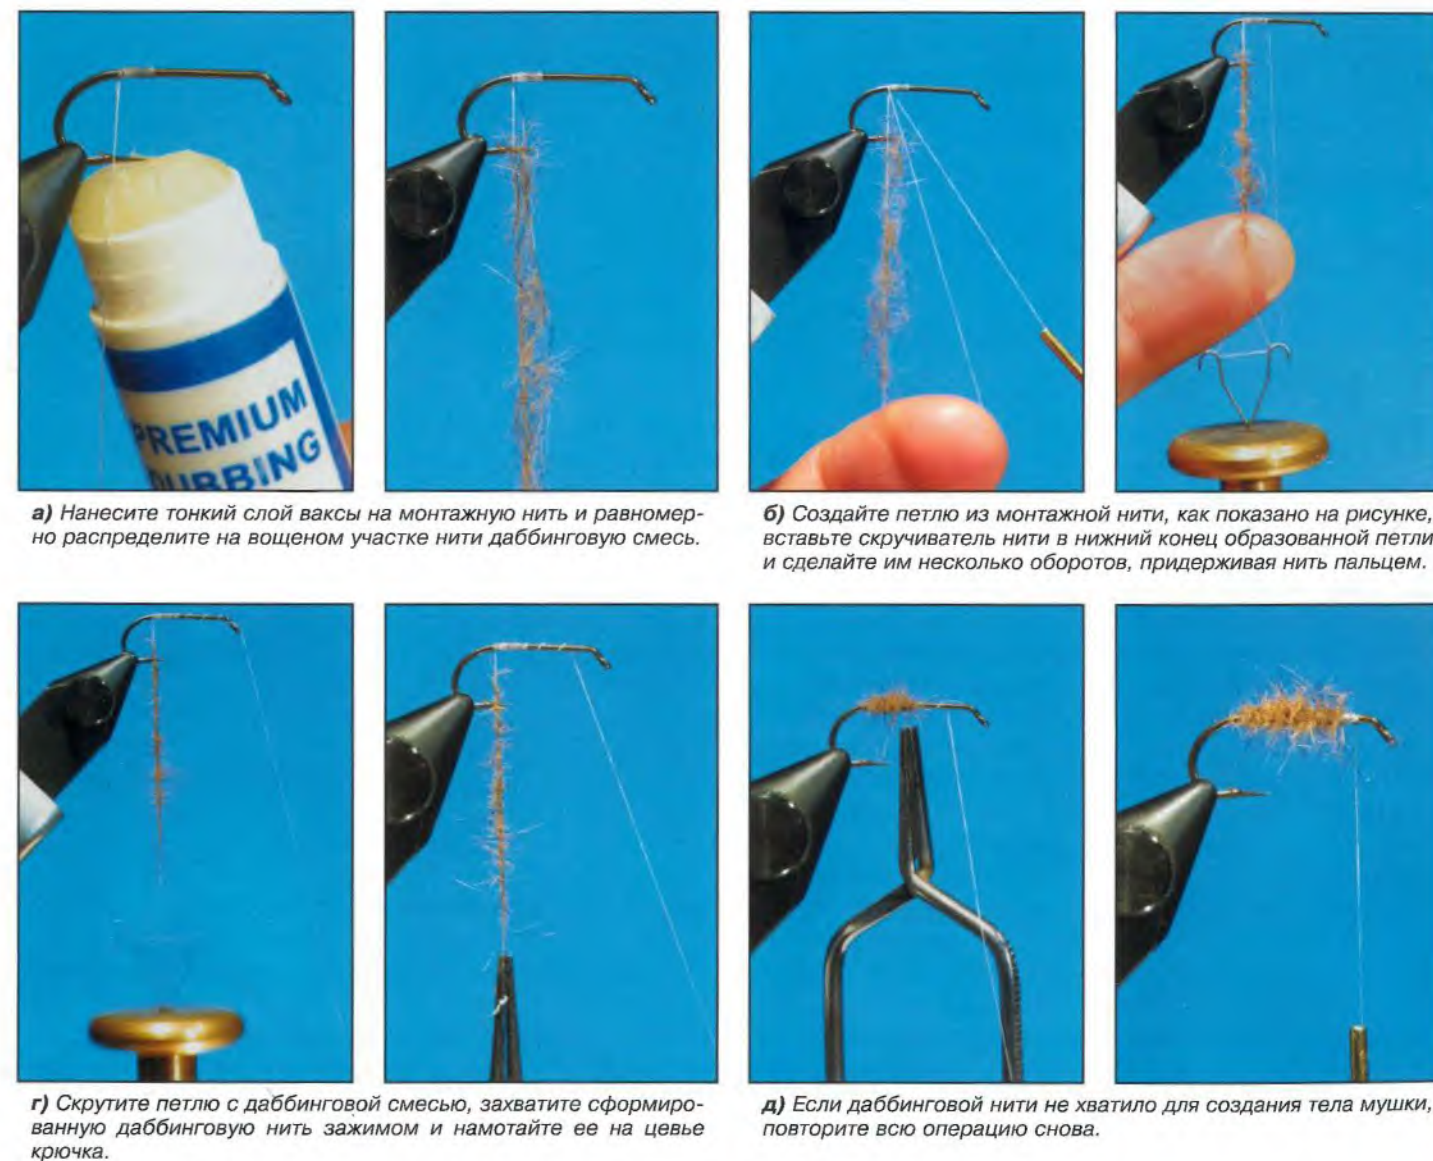 PREMIUM
DUBBING
а) Нанесите тонкий слой ваксы на монтажную нить и равномер-
но распределите на вощеном участке нити даббинговую смесь.
б) Создайте петлю из монтажной нити, как показано на рисунке,
вставьте скручиватель нити в нижний конец образованной петли
и сделайте им несколько оборотов, придерживая нить пальцем.
г) Скрутите петлю с даббинговой смесью, захватите сформиро-
ванную даббинговую нить зажимом и намотайте ее на цевье
крючка.
д) Если даббинговой нити не хватило для создания тела мушки,
повторите всю операцию снова.